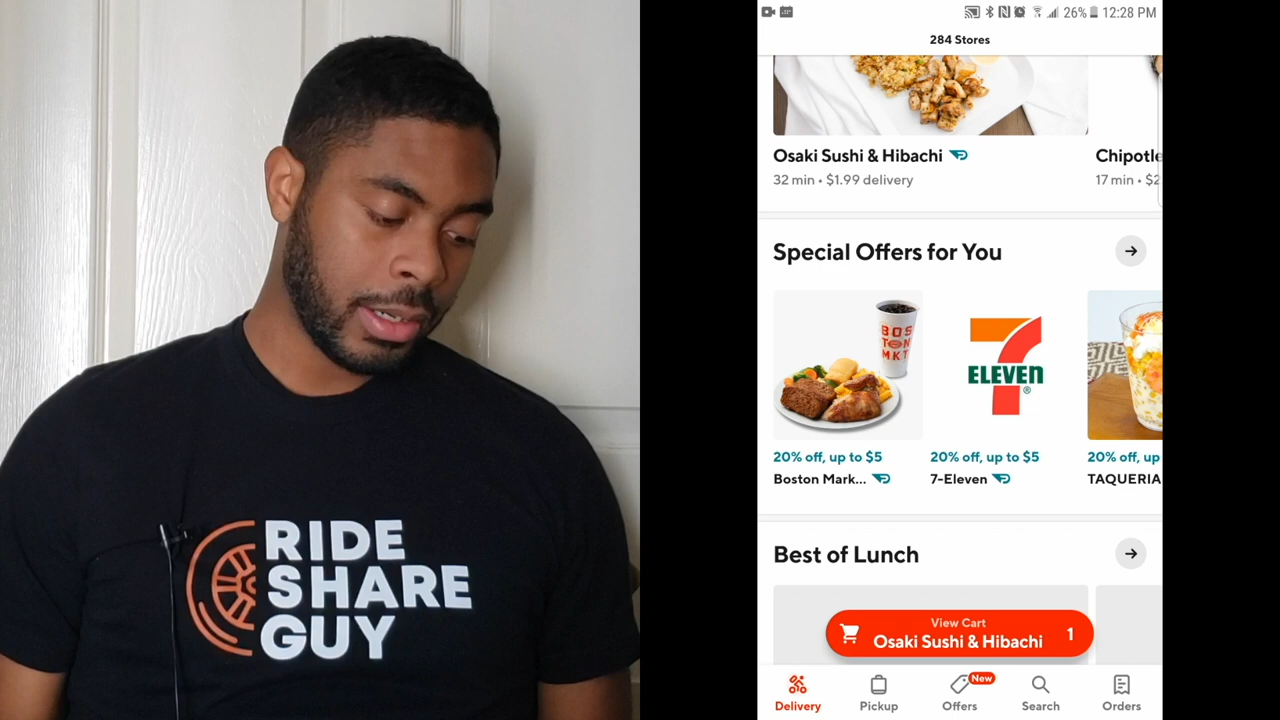 RIDE
SHARE
GUY
26% 12:28 PM
284 Stores
Osaki Sushi & Hibachi
32 min • $1.99 delivery
Chipotle
17 min • $2
Special Offers for You
BOS
TON
MKT
7
ELEVEn
®
20% off, up to $5
Boston Mark...
20% off, up to $5
7-Eleven
20% off, up
TAQUERIA
Best of Lunch
View Cart
Osaki Sushi & Hibachi 1
Delivery
Pickup
New
Offers
Search
Orders